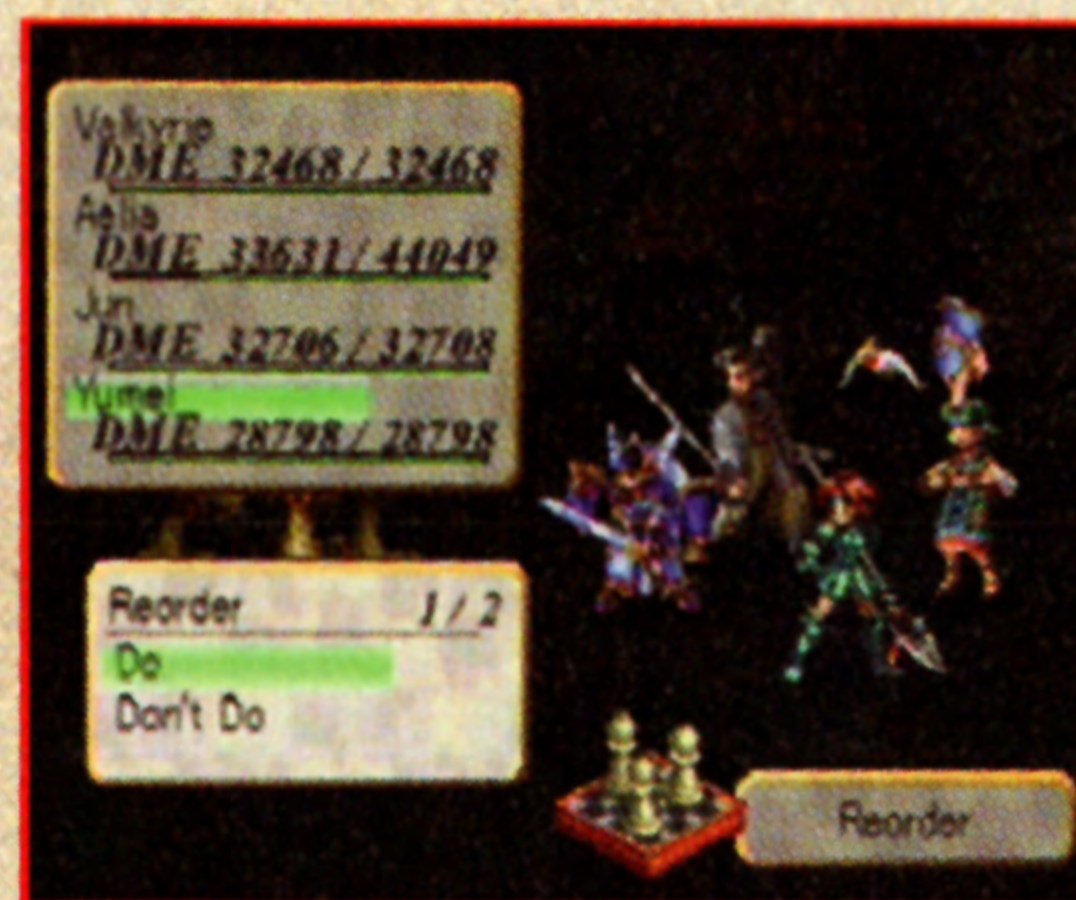 Valkyrie
DME 32468 / 32468
Aelia
DME 33631 / 44049
Jun
DME 32706 / 32708
Yumei
DME 28798 / 28798
Reorder 1 / 2
Do
Don't Do
Reorder